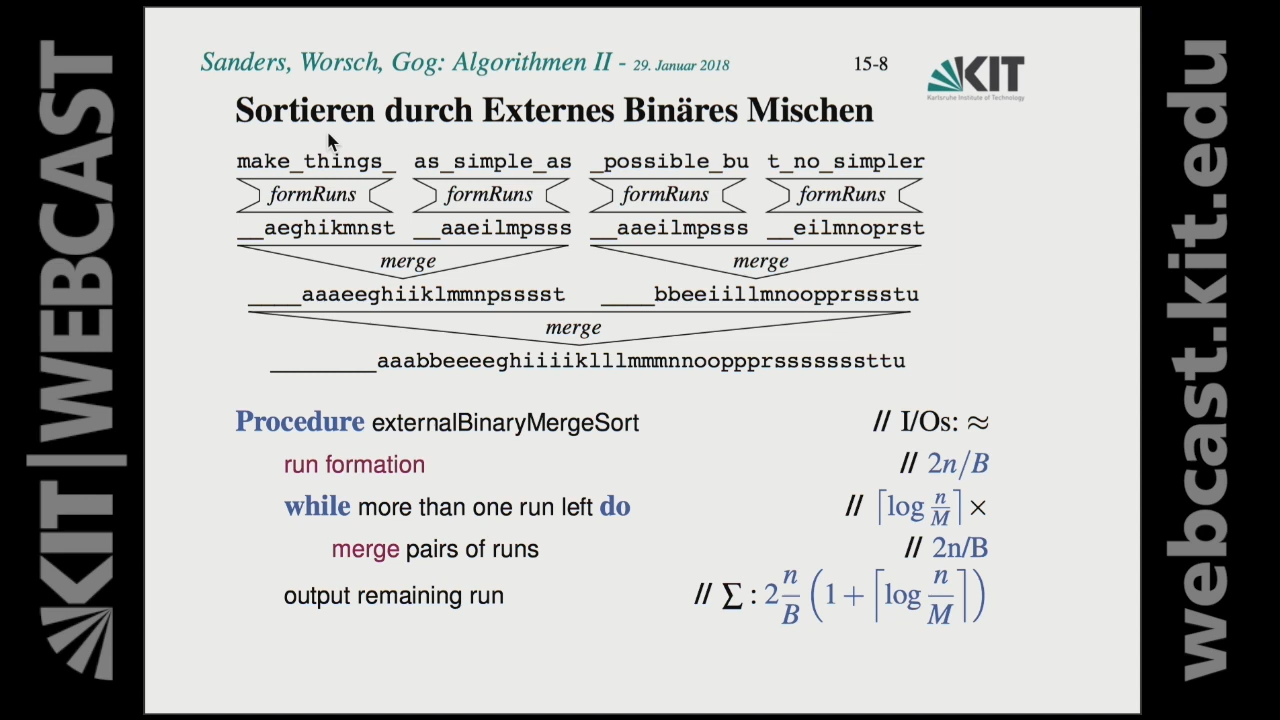 KIT|WEBCAST
webcast.kit.edu
Sanders, Worsch, Gog: Algorithmen II - 29. Januar 2018 15-8
KIT
Karlsruhe Institute of Technology
Sortieren durch Externes Binäres Mischen
make_things_ as_simple_as _possible_bu t_no_simpler
formRuns formRuns formRuns formRuns
__aeghikmnst __aaeilmpsss __aaeilmpsss __eilmnoprst
merge merge
____aaaeeghiiklmmnpsssst ____bbeeiillmnoopprssstu
merge
________aaabbeeeeghiiiiklllmmmnnooppprsssssssttu
Procedure externalBinaryMergeSort // I/Os: ≈
run formation // 2n/B
while more than one run left do // ⌈log n/M⌉ ×
merge pairs of runs // 2n/B
output remaining run // ∑ : 2 n/B (1 + ⌈log n/M⌉)